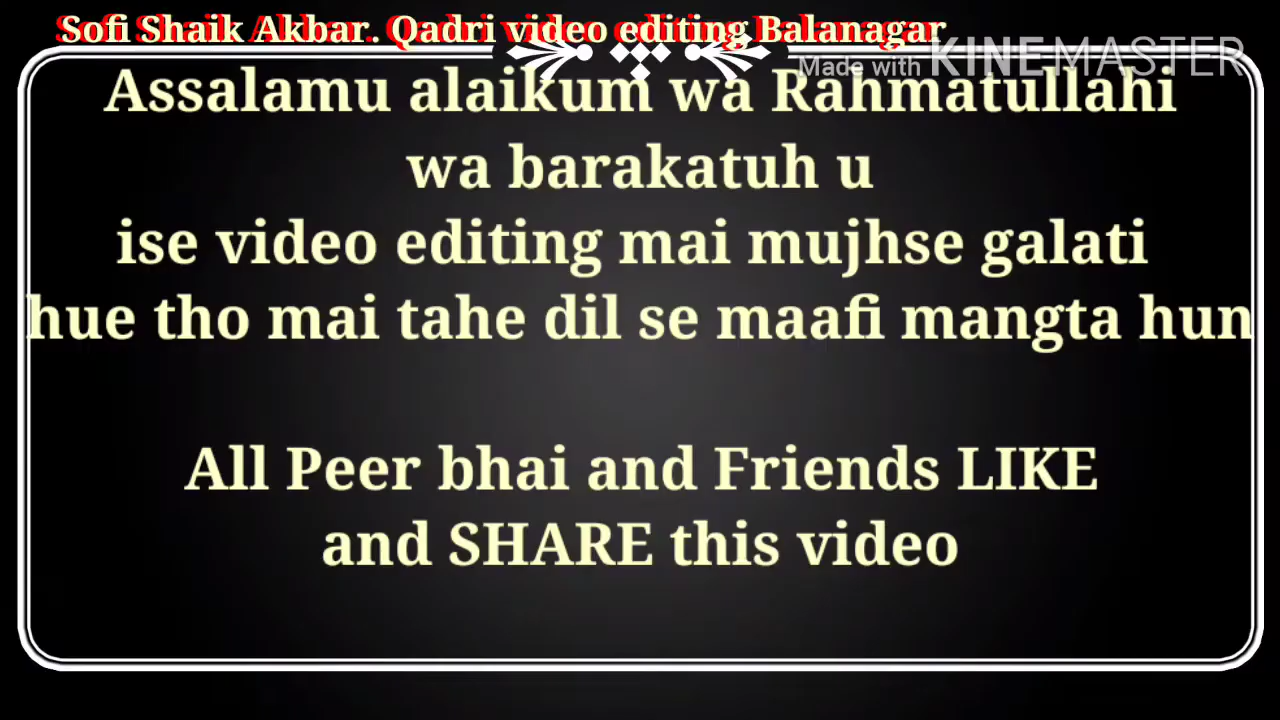 Sofi Shaik Akbar. Qadri video editing Balanagar
Made with KINEMASTER
Assalamu alaikum wa Rahmatullahi
wa barakatuh u
ise video editing mai mujhse galati
hue tho mai tahe dil se maafi mangta hun
All Peer bhai and Friends LIKE
and SHARE this video